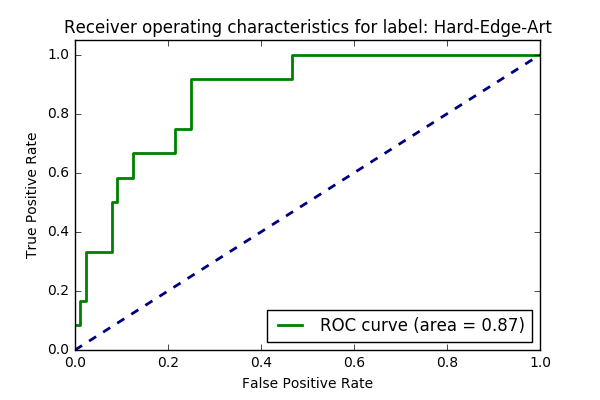 Receiver operating characteristics for label: Hard-Edge-Art
1.0
0.8
0.6
0.4
0.2
0.0
True Positive Rate
0.0 0.2 0.4 0.6 0.8 1.0
False Positive Rate
ROC curve (area = 0.87)